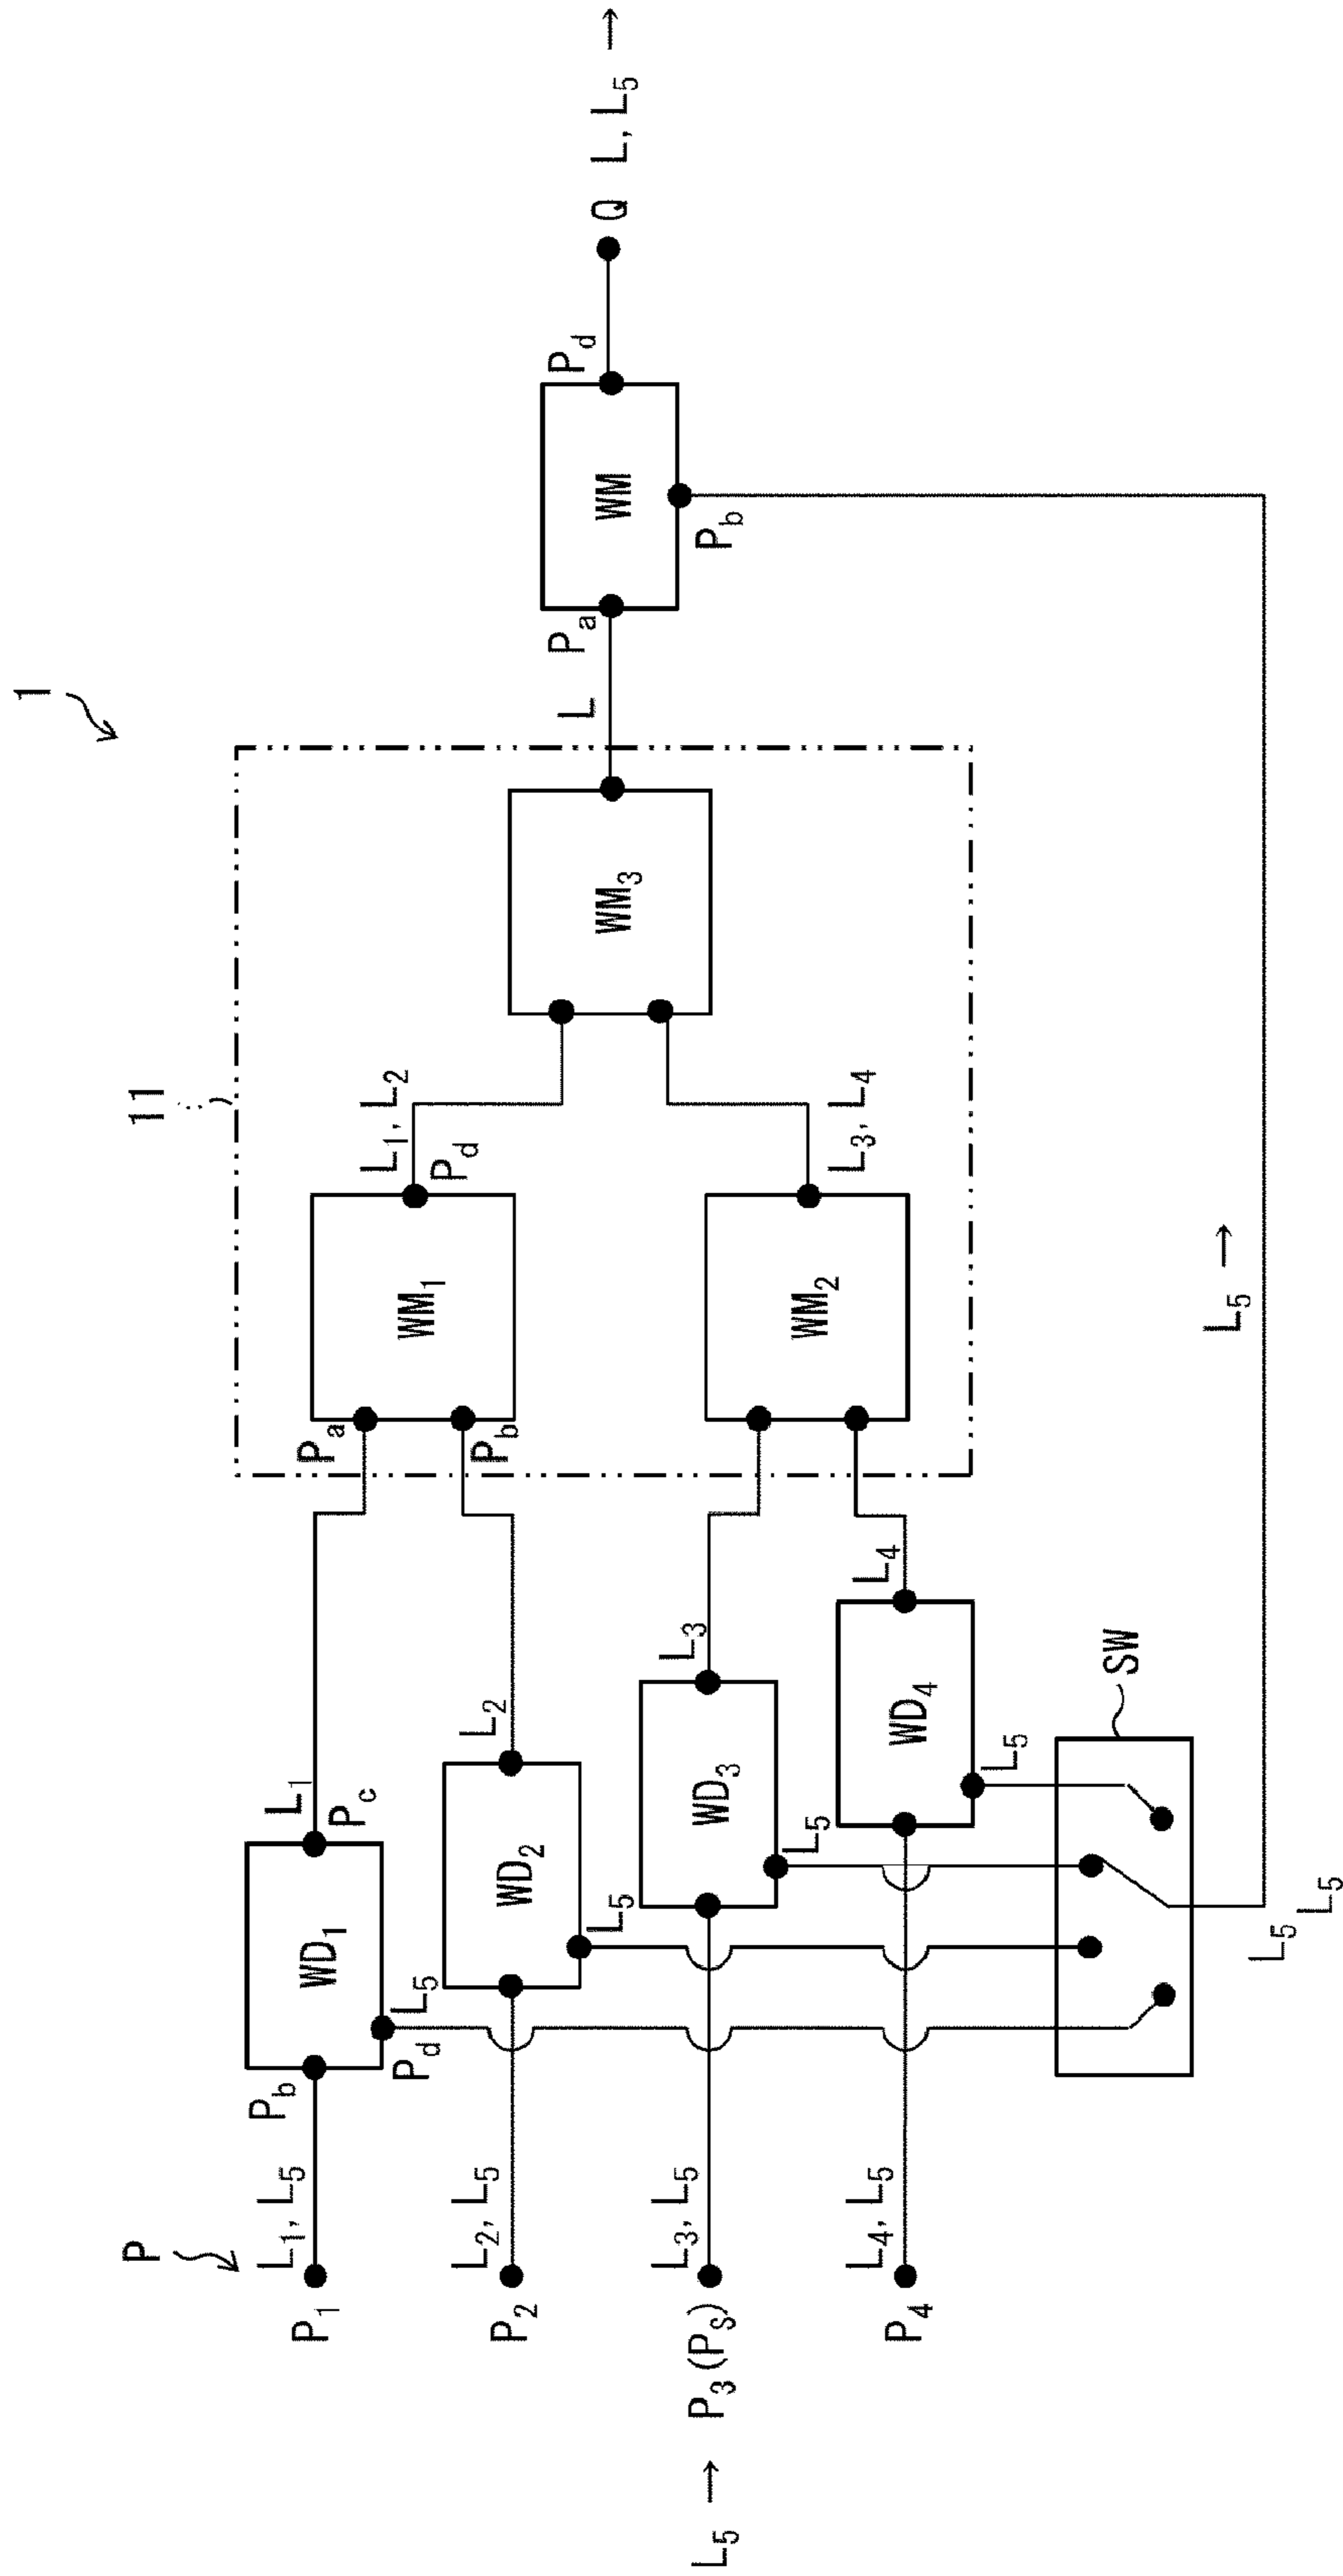 1
11
P
L5 →
P1
P2
P3 (PS)
P4
L1, L5
L2, L5
L3, L5
L4, L5
Pb
WD1
Pd
L5
L1
Pc
WD2
L5
L2
WD3
L5
L3
WD4
L5
L4
SW
L5
L5
L5 →
Pa
Pb
WM1
L1, L2
Pd
WM2
L3, L4
WM3
L
Pa
WM
Pb
Pd
Q
L, L5 →